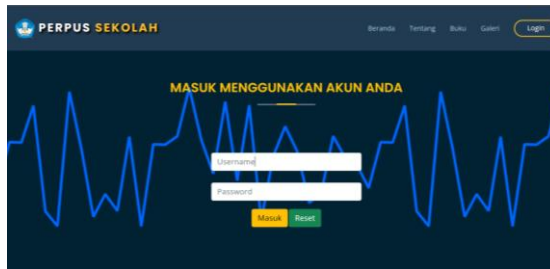 PERPUS SEKOLAH
Beranda Tentang Buku Galeri Login
MASUK MENGGUNAKAN AKUN ANDA
Username
Password
Masuk Reset